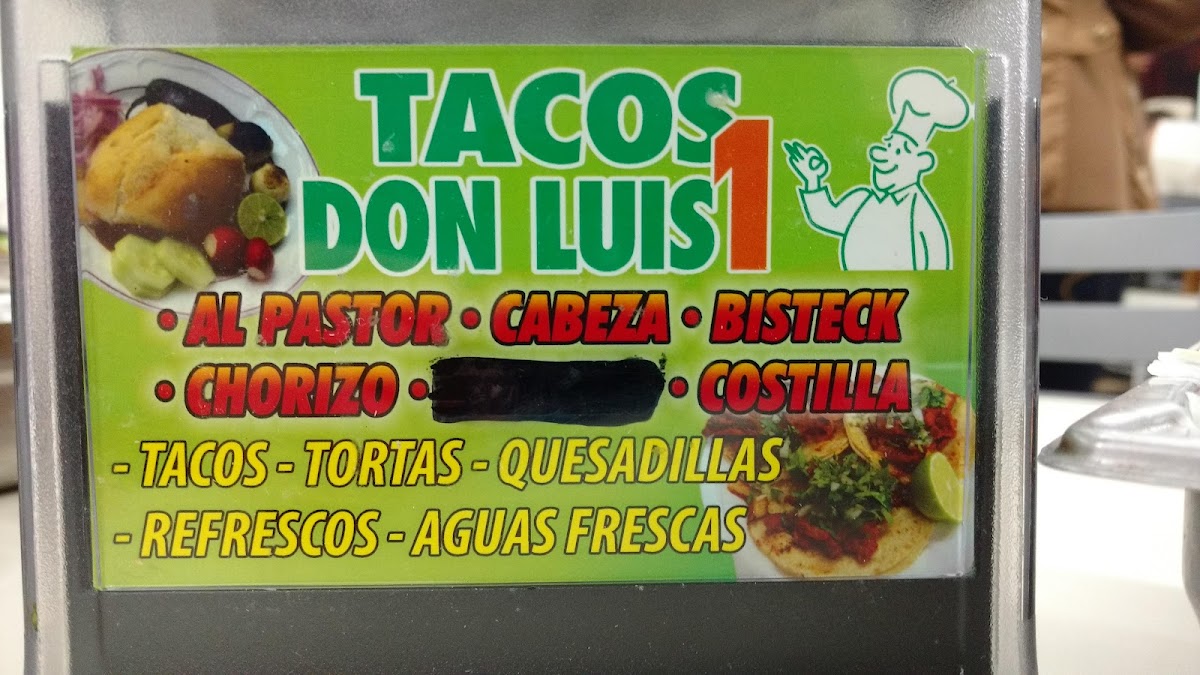 TACOS
DON LUIS 1
• AL PASTOR • CABEZA • BISTECK
• CHORIZO • • COSTILLA
- TACOS - TORTAS - QUESADILLAS
- REFRESCOS - AGUAS FRESCAS